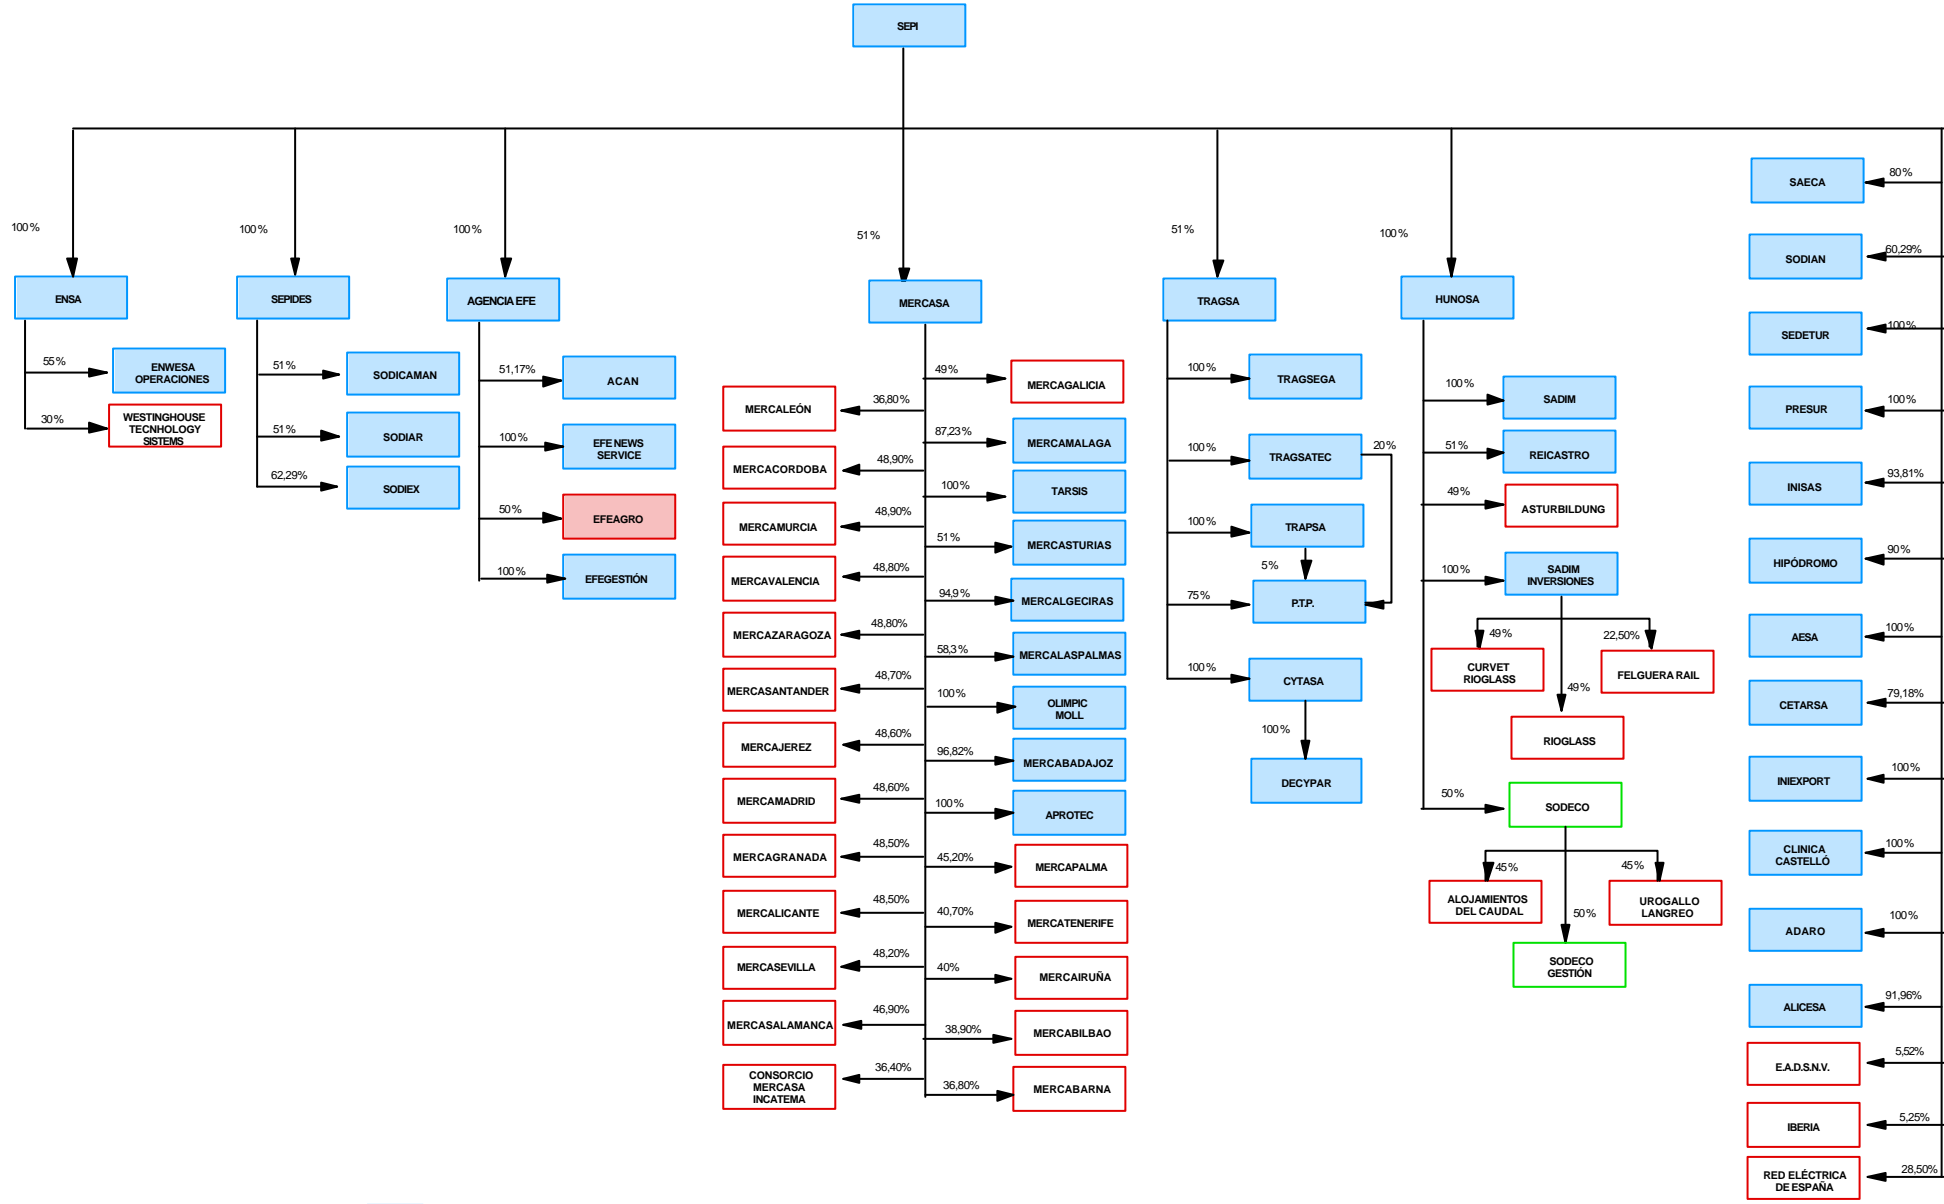 SEPI
100%
ENSA
55%
ENWESA
OPERACIONES
30%
WESTINGHOUSE
TECNHOLOGY
SISTEMS
100%
SEPIDES
51%
SODICAMAN
51%
SODIAR
62,29%
SODIEX
100%
AGENCIA EFE
51,17%
ACAN
100%
EFE NEWS
SERVICE
50%
EFEAGRO
100%
EFEGESTIÓN
51%
MERCASA
MERCALEÓN
36,80%
MERCACORDOBA
48,90%
MERCAMURCIA
48,90%
MERCAVALENCIA
48,80%
MERCAZARAGOZA
48,80%
MERCASANTANDER
48,70%
MERCAJEREZ
48,60%
MERCAMADRID
48,60%
MERCAGRANADA
48,50%
MERCALICANTE
48,50%
MERCASEVILLA
48,20%
MERCASALAMANCA
46,90%
CONSORCIO
MERCASA
INCATEMA
36,40%
49%
MERCAGALICIA
87,23%
MERCAMALAGA
100%
TARSIS
51%
MERCASTURIAS
94,9%
MERCALGECIRAS
58,3%
MERCALASPALMAS
100%
OLIMPIC
MOLL
96,82%
MERCABADAJOZ
100%
APROTEC
45,20%
MERCAPALMA
40,70%
MERCATENERIFE
40%
MERCAIRUÑA
38,90%
MERCABILBAO
36,80%
MERCABARNA
51%
TRAGSA
100%
TRAGSEGA
100%
TRAGSATEC
20%
100%
TRAPSA
5%
75%
P.T.P.
100%
CYTASA
100%
DECYPAR
100%
HUNOSA
100%
SADIM
51%
REICASTRO
49%
ASTURBILDUNG
100%
SADIM
INVERSIONES
49%
CURVET
RIOGLASS
22,50%
FELGUERA RAIL
49%
RIOGLASS
50%
SODECO
45%
ALOJAMIENTOS
DEL CAUDAL
45%
UROGALLO
LANGREO
50%
SODECO
GESTIÓN
SAECA
80%
SODIAN
60,29%
SEDETUR
100%
PRESUR
100%
INISAS
93,81%
HIPÓDROMO
90%
AESA
100%
CETARSA
79,18%
INIEXPORT
100%
CLINICA
CASTELLÓ
100%
ADARO
100%
ALICESA
91,96%
E.A.D.S.N.V.
5,52%
IBERIA
5,25%
RED ELÉCTRICA
DE ESPAÑA
28,50%